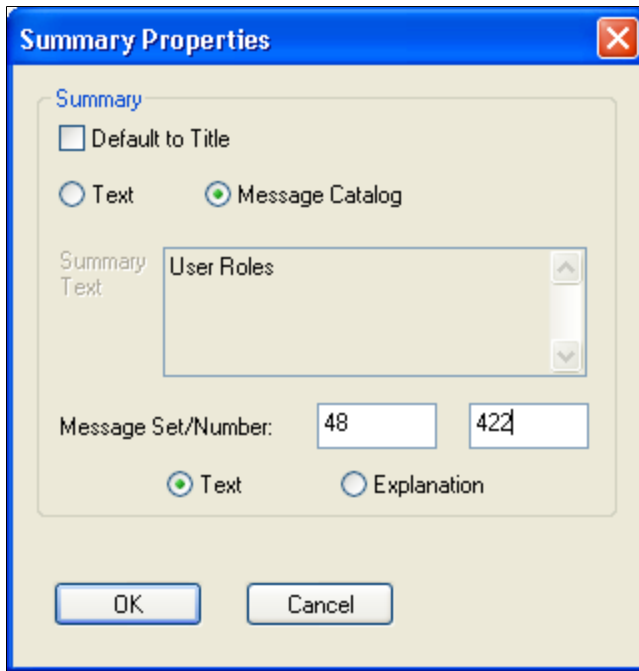 Summary Properties
Summary
Default to Title
Text Message Catalog
Summary Text
User Roles
Message Set/Number: 48 422
Text Explanation
OK Cancel